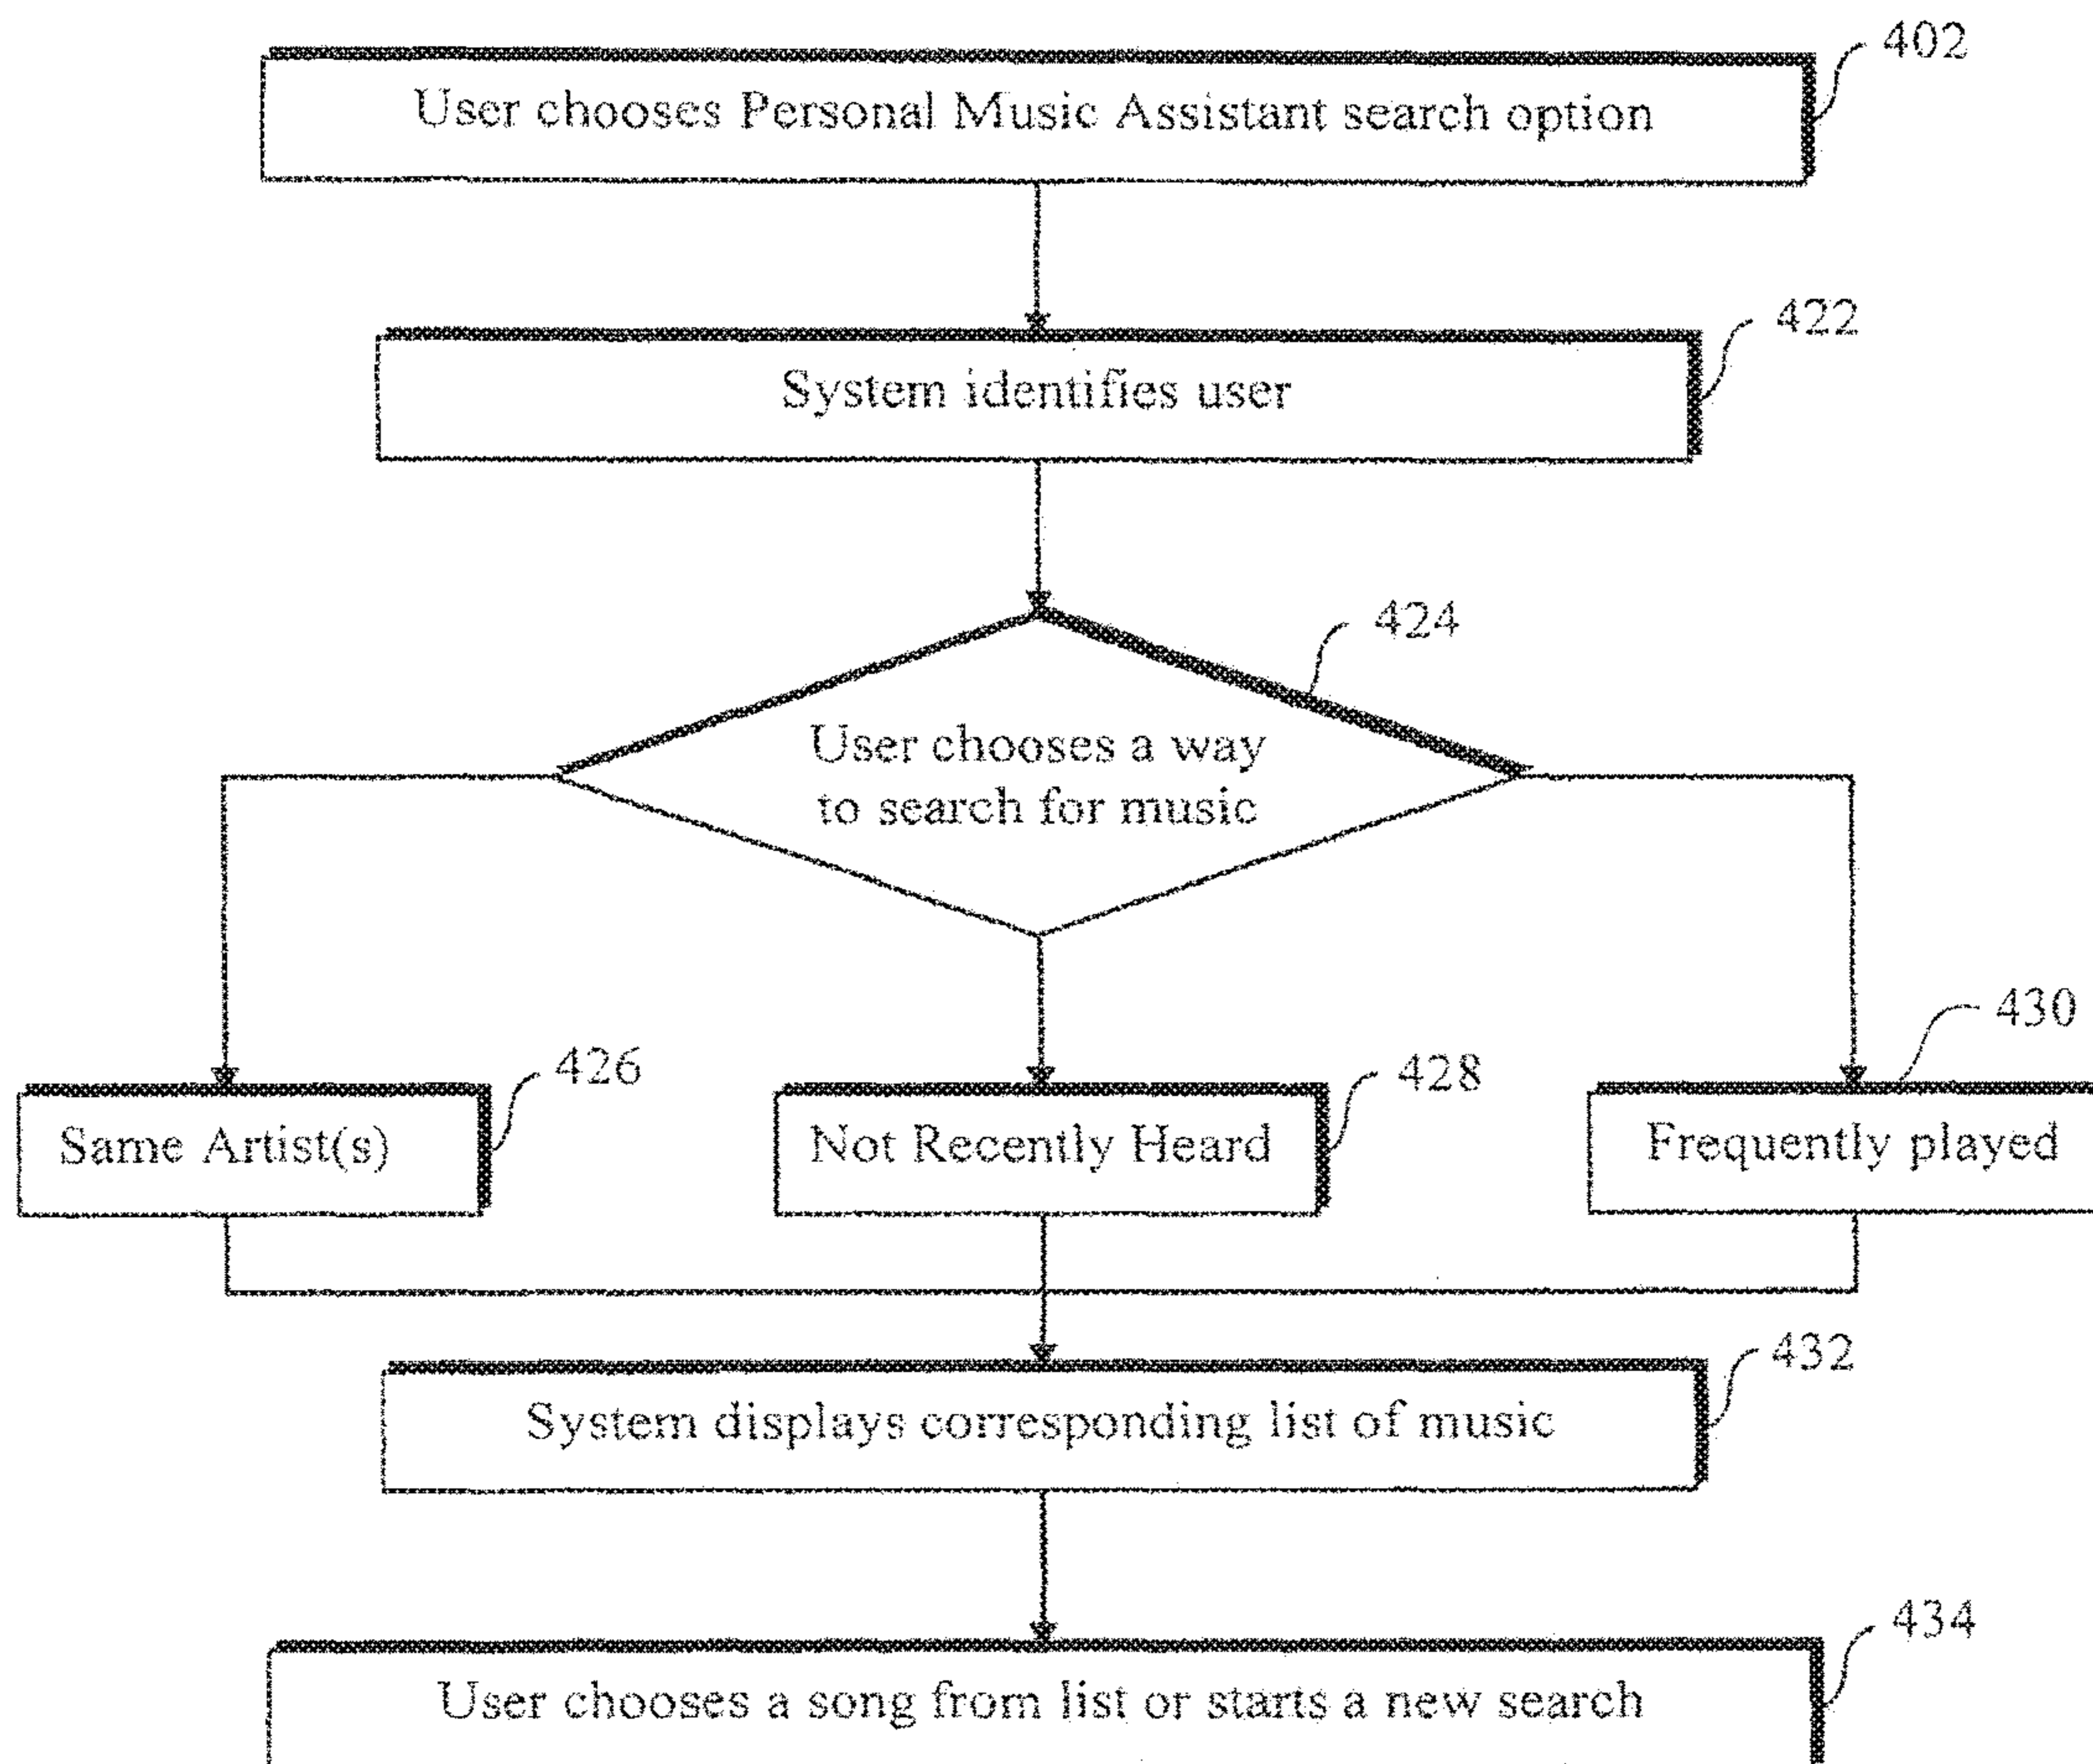 402
User chooses Personal Music Assistant search option
422
System identifies user
424
User chooses a way
to search for music
426
428
430
Same Artist(s)
Not Recently Heard
Frequently played
432
System displays corresponding list of music
434
User chooses a song from list or starts a new search